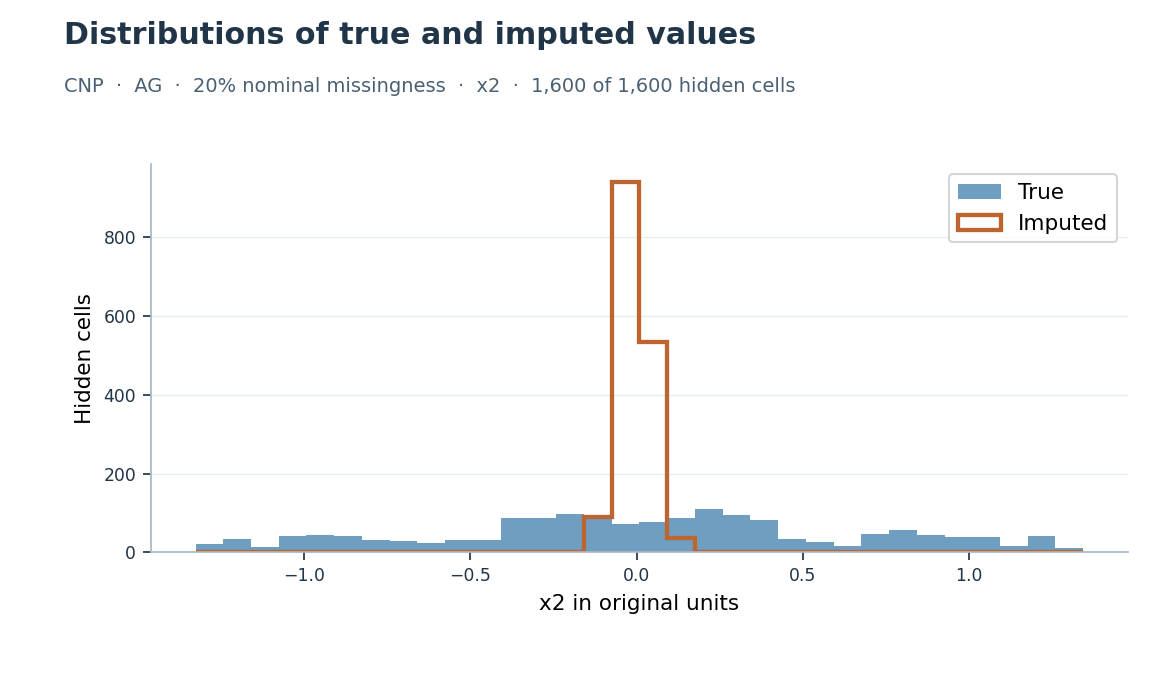 Distributions of true and imputed values
CNP · AG · 20% nominal missingness · x2 · 1,600 of 1,600 hidden cells
True
Imputed
800
600
400
200
0
Hidden cells
−1.0
−0.5
0.0
0.5
1.0
x2 in original units